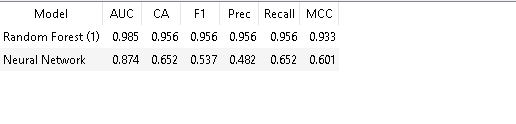 Model AUC CA F1 Prec Recall MCC
Random Forest (1) 0.985 0.956 0.956 0.956 0.956 0.933
Neural Network 0.874 0.652 0.537 0.482 0.652 0.601